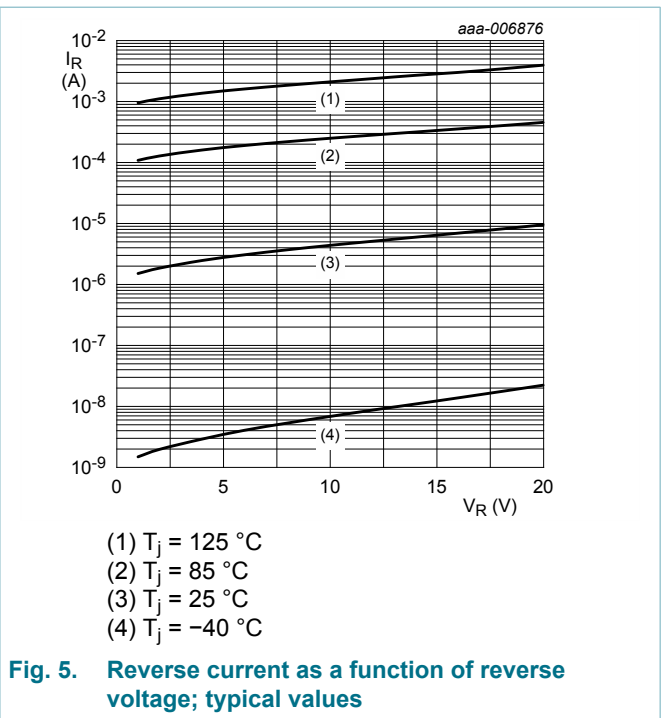 aaa-006876
I_R
(A)
10^-2
10^-3
10^-4
10^-5
10^-6
10^-7
10^-8
10^-9
(1)
(2)
(3)
(4)
0 5 10 15 20
V_R (V)
(1) T_j = 125 °C
(2) T_j = 85 °C
(3) T_j = 25 °C
(4) T_j = −40 °C
Fig. 5. Reverse current as a function of reverse
voltage; typical values